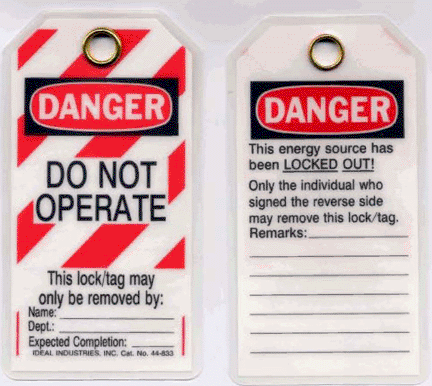 DANGER
DO NOT
OPERATE
This lock/tag may
only be removed by:
Name:
Dept.:
Expected Completion:
IDEAL INDUSTRIES, INC. Cat. No. 44-833
DANGER
This energy source has
been LOCKED OUT!
Only the individual who
signed the reverse side
may remove this lock/tag.
Remarks: